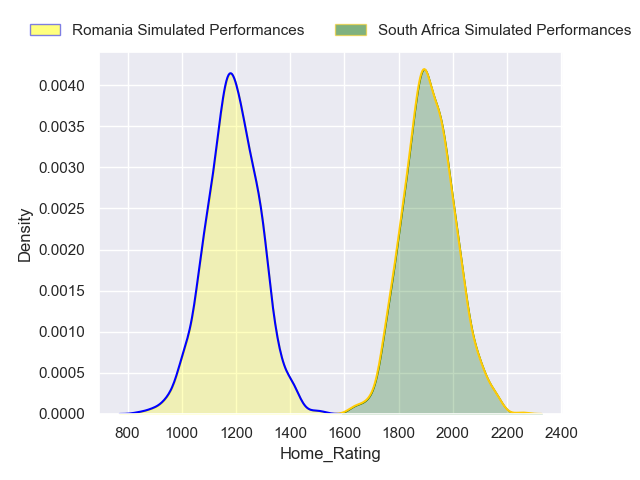 Romania Simulated Performances
South Africa Simulated Performances
0.0040
0.0035
0.0030
0.0025
0.0020
0.0015
0.0010
0.0005
0.0000
Density
800 1000 1200 1400 1600 1800 2000 2200 2400
Home_Rating